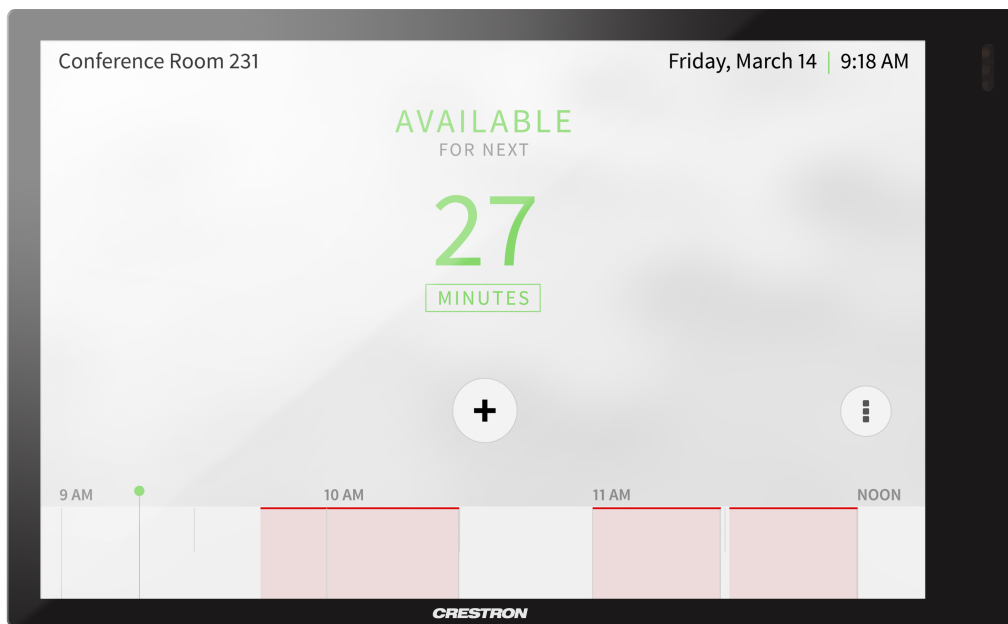 Conference Room 231
Friday, March 14 | 9:18 AM
AVAILABLE
FOR NEXT
27
MINUTES
9 AM
10 AM
11 AM
NOON
CRESTRON